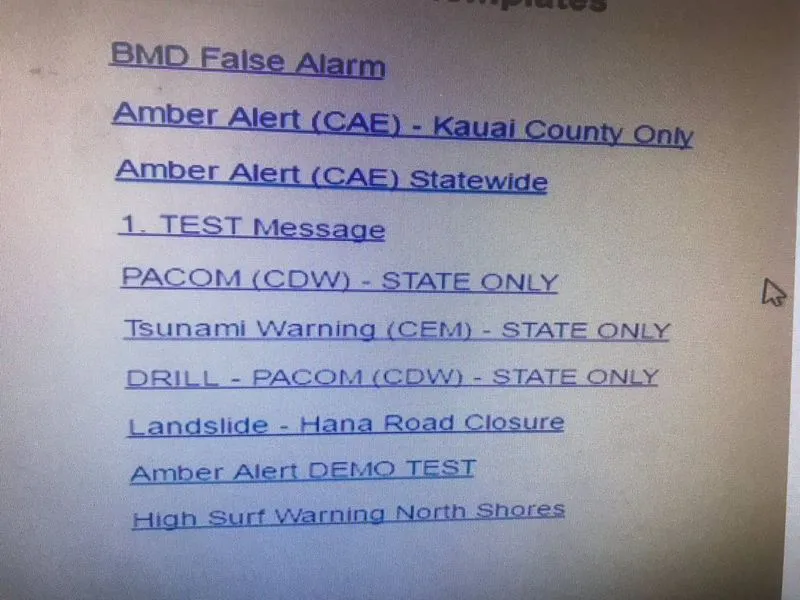 Templates
BMD False Alarm
Amber Alert (CAE) - Kauai County Only
Amber Alert (CAE) Statewide
1. TEST Message
PACOM (CDW) - STATE ONLY
Tsunami Warning (CEM) - STATE ONLY
DRILL - PACOM (CDW) - STATE ONLY
Landslide - Hana Road Closure
Amber Alert DEMO TEST
High Surf Warning North Shores